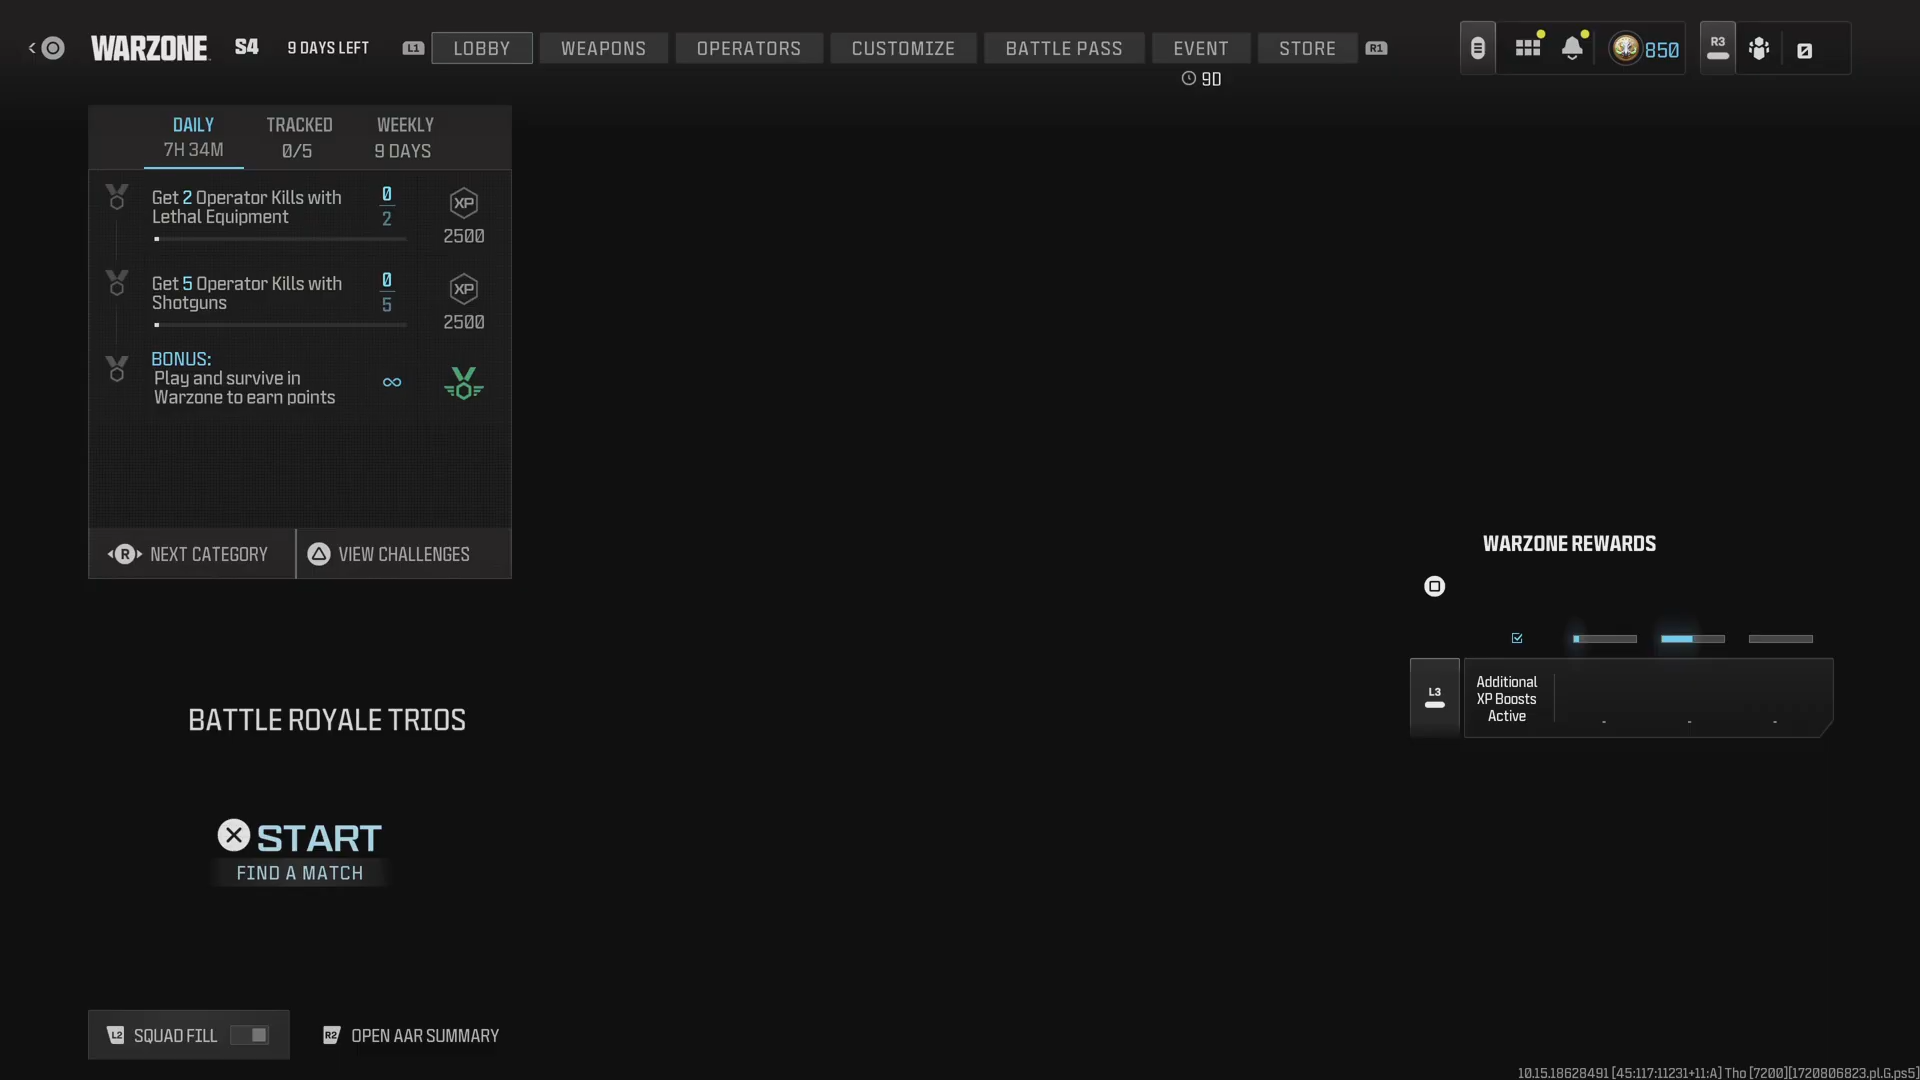 WARZONE S4 9 DAYS LEFT L1 LOBBY WEAPONS OPERATORS CUSTOMIZE BATTLE PASS EVENT STORE R1 850 R3 0
9D
DAILY TRACKED WEEKLY
7H 34M 0/5 9 DAYS
Get 2 Operator Kills with
Lethal Equipment
0
2
XP
2500
Get 5 Operator Kills with
Shotguns
0
5
XP
2500
BONUS:
Play and survive in
Warzone to earn points
∞
R NEXT CATEGORY VIEW CHALLENGES
WARZONE REWARDS
L3
Additional
XP Boosts
Active
- - -
BATTLE ROYALE TRIOS
START
FIND A MATCH
L2 SQUAD FILL R2 OPEN AAR SUMMARY
10.15.18628491 [45:117:11231+11:A] Tho [7200][1720806823.pl.G.ps5]